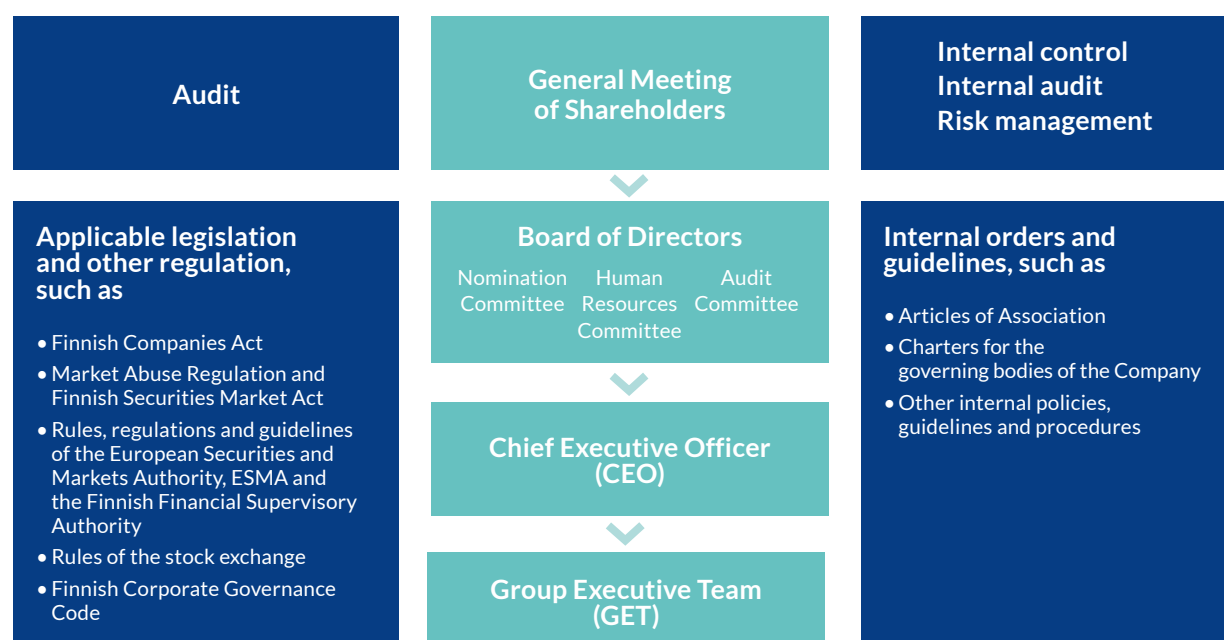 Audit
General Meeting
of Shareholders
Internal control
Internal audit
Risk management
Applicable legislation
and other regulation,
such as
• Finnish Companies Act
• Market Abuse Regulation and
Finnish Securities Market Act
• Rules, regulations and guidelines
of the European Securities and
Markets Authority, ESMA and
the Finnish Financial Supervisory
Authority
• Rules of the stock exchange
• Finnish Corporate Governance
Code
Board of Directors
Nomination
Committee
Human
Resources
Committee
Audit
Committee
Chief Executive Officer
(CEO)
Group Executive Team
(GET)
Internal orders and
guidelines, such as
• Articles of Association
• Charters for the
governing bodies of the Company
• Other internal policies,
guidelines and procedures